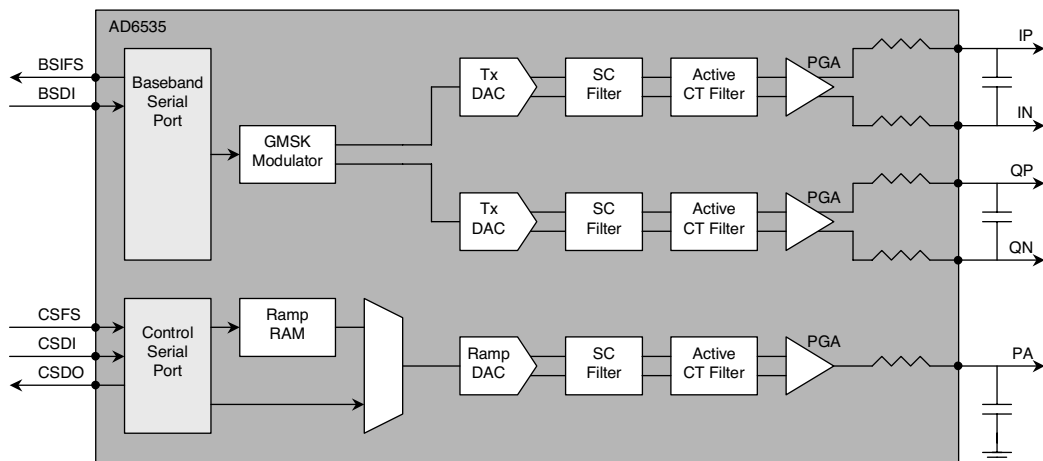 AD6535
BSIFS
BSDI
Baseband
Serial
Port
GMSK
Modulator
Tx
DAC
SC
Filter
Active
CT Filter
PGA
IP
IN
Tx
DAC
SC
Filter
Active
CT Filter
PGA
QP
QN
CSFS
CSDI
CSDO
Control
Serial
Port
Ramp
RAM
Ramp
DAC
SC
Filter
Active
CT Filter
PGA
PA